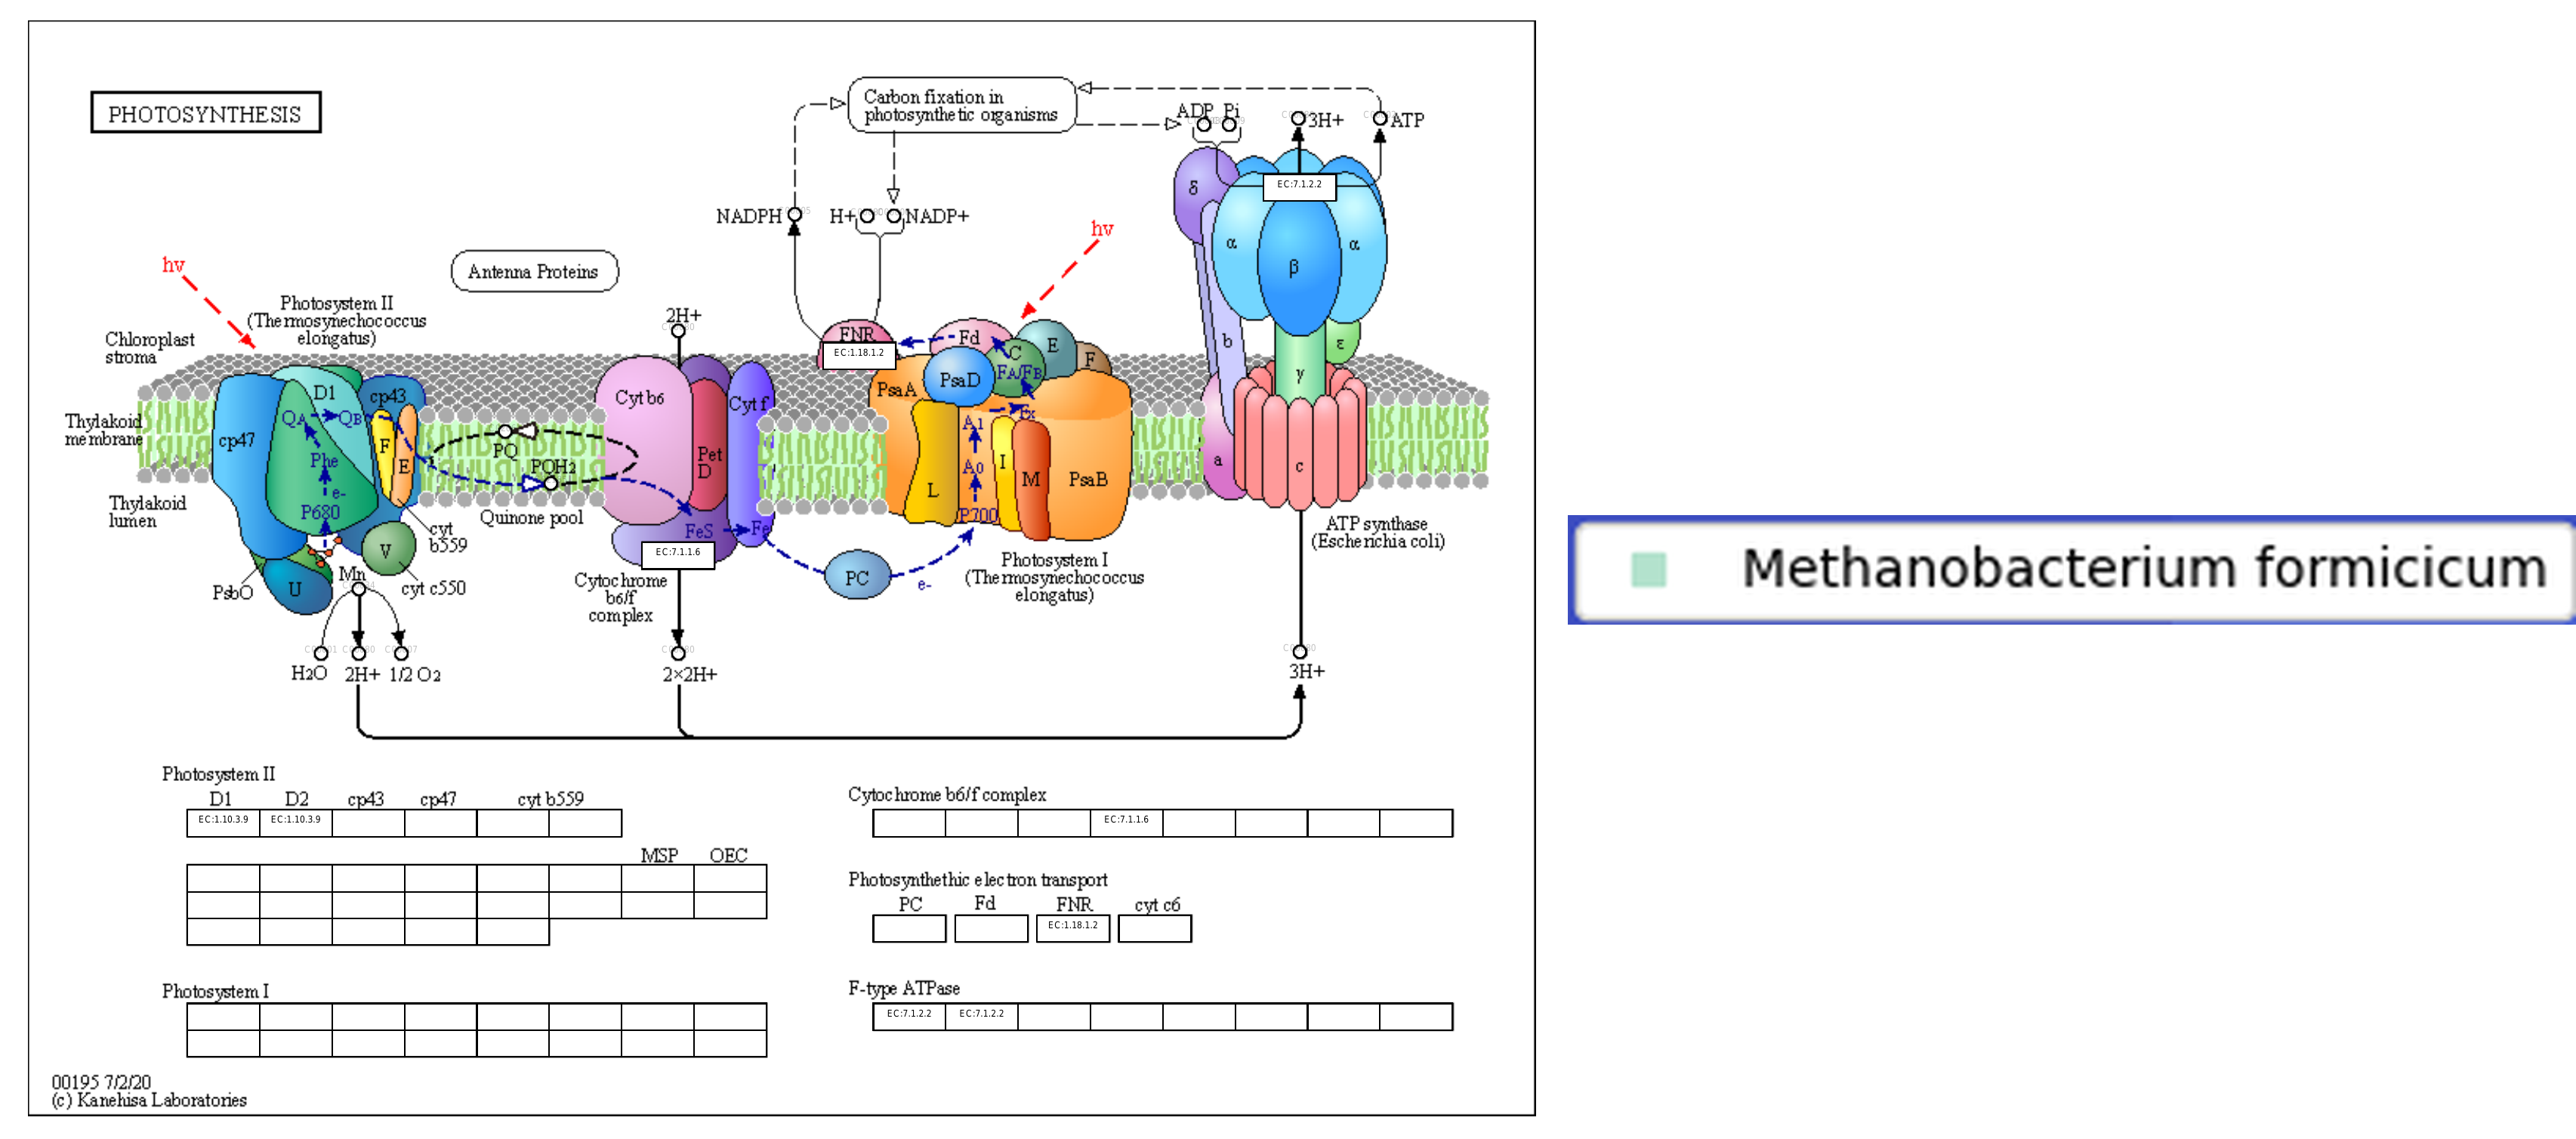 PHOTOSYNTHESIS
Carbon fixation in
photosynthetic organisms
ADP Pi
3H+
ATP
EC:7.1.2.2
δ
α
β
α
b
γ
ε
a
c
NADPH
H+
NADP+
hν
hν
Antenna Proteins
Photosystem II
(Thermosynechococcus
elongatus)
Chloroplast
stroma
Thylakoid
membrane
Thylakoid
lumen
2H+
FNR
EC:1.18.1.2
Fd
C
E
F
PsaA
PsaD
FA/FB
Fx
A1
A0
P700
L
I
M
PsaB
D1
cp43
cp47
QA
QB
Phe
e-
P680
F
E
PQ
PQH2
Quinone pool
Cyt b6
Pet
D
Cyt f
FeS
Fe
EC:7.1.1.6
Cytochrome
b6/f
complex
PC
e-
Photosystem I
(Thermosynechococcus
elongatus)
ATP synthase
(Escherichia coli)
cyt
b559
V
cyt c550
PsbO
U
Mn
H2O
2H+
1/2 O2
2×2H+
3H+
Photosystem II
D1 D2 cp43 cp47 cyt b559
EC:1.10.3.9 EC:1.10.3.9
MSP OEC
Photosystem I
Cytochrome b6/f complex
EC:7.1.1.6
Photosynthethic electron transport
PC Fd FNR cyt c6
EC:1.18.1.2
F-type ATPase
EC:7.1.2.2 EC:7.1.2.2
00195 7/2/20
(c) Kanehisa Laboratories
Methanobacterium formicicum